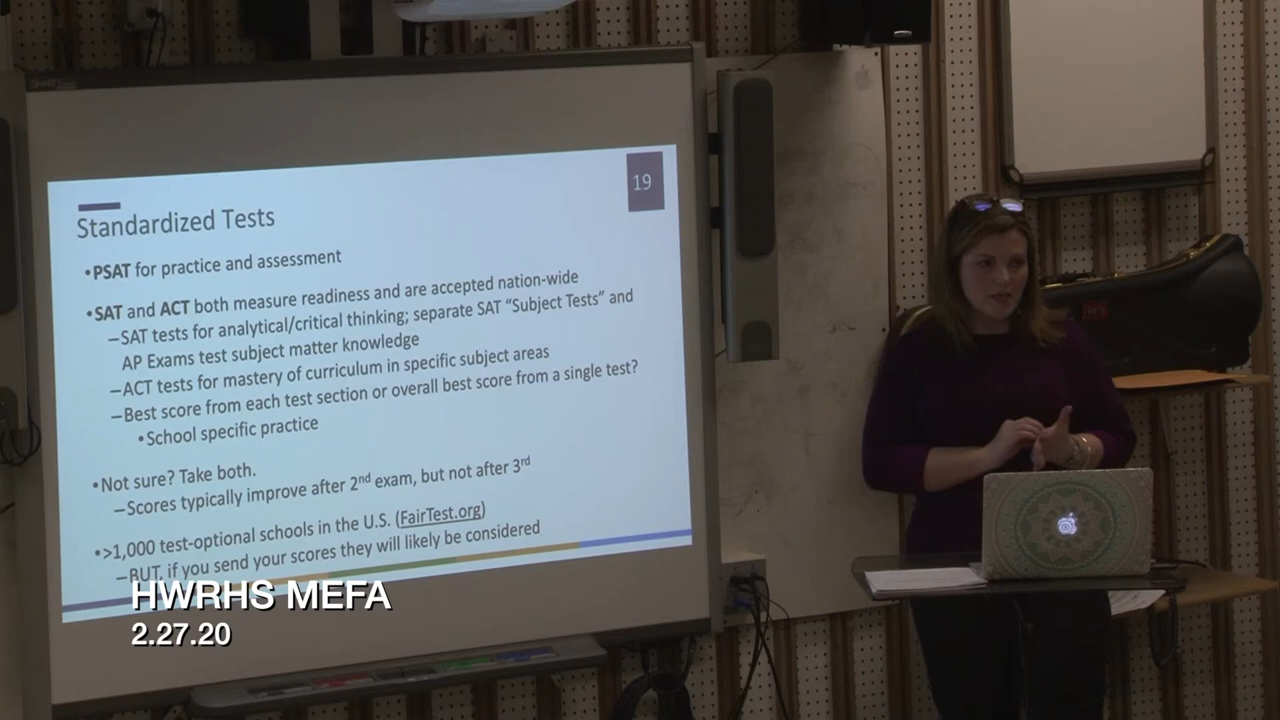 19
Standardized Tests
•PSAT for practice and assessment
•SAT and ACT both measure readiness and are accepted nation-wide
–SAT tests for analytical/critical thinking; separate SAT “Subject Tests” and
AP Exams test subject matter knowledge
–ACT tests for mastery of curriculum in specific subject areas
–Best score from each test section or overall best score from a single test?
•School specific practice
•Not sure? Take both.
–Scores typically improve after 2nd exam, but not after 3rd
•>1,000 test-optional schools in the U.S. (FairTest.org)
–BUT, if you send your scores they will likely be considered
HWRHS MEFA
2.27.20